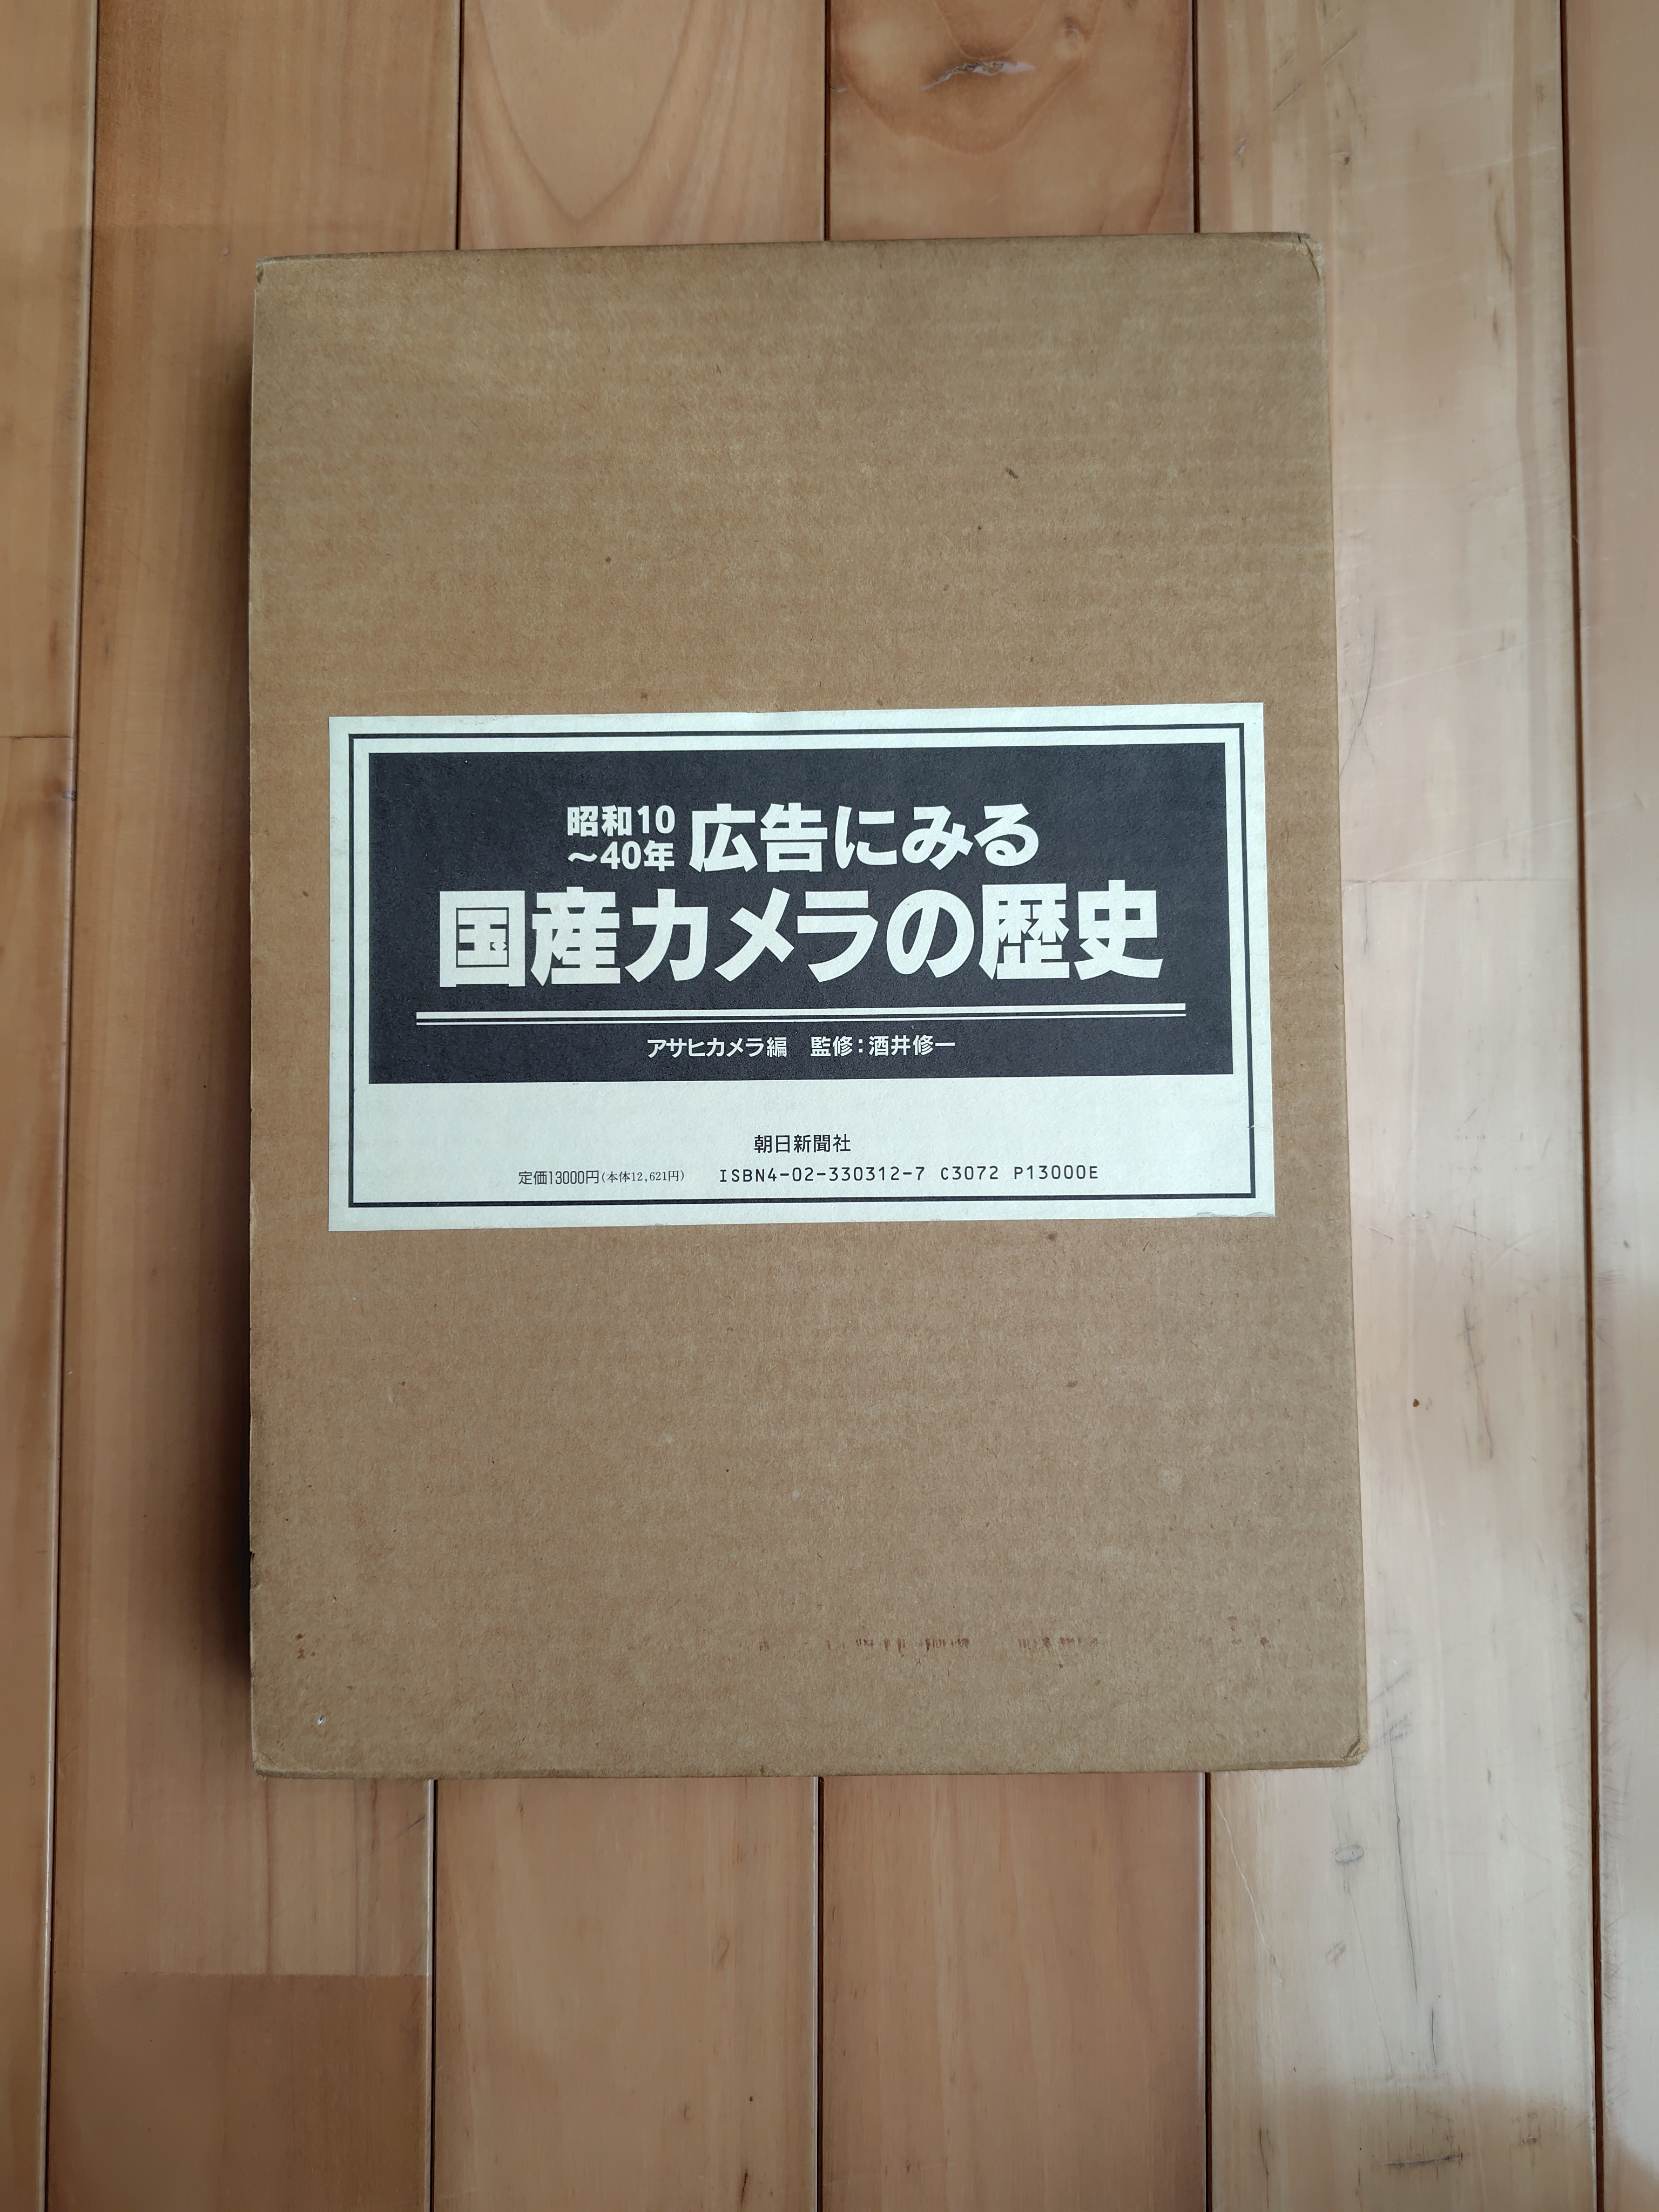 昭和10
〜40年 広告にみる
国産カメラの歴史
アサヒカメラ編 監修：酒井修一
朝日新聞社
定価13000円(本体12,621円) ISBN4-02-330312-7 C3072 P13000E